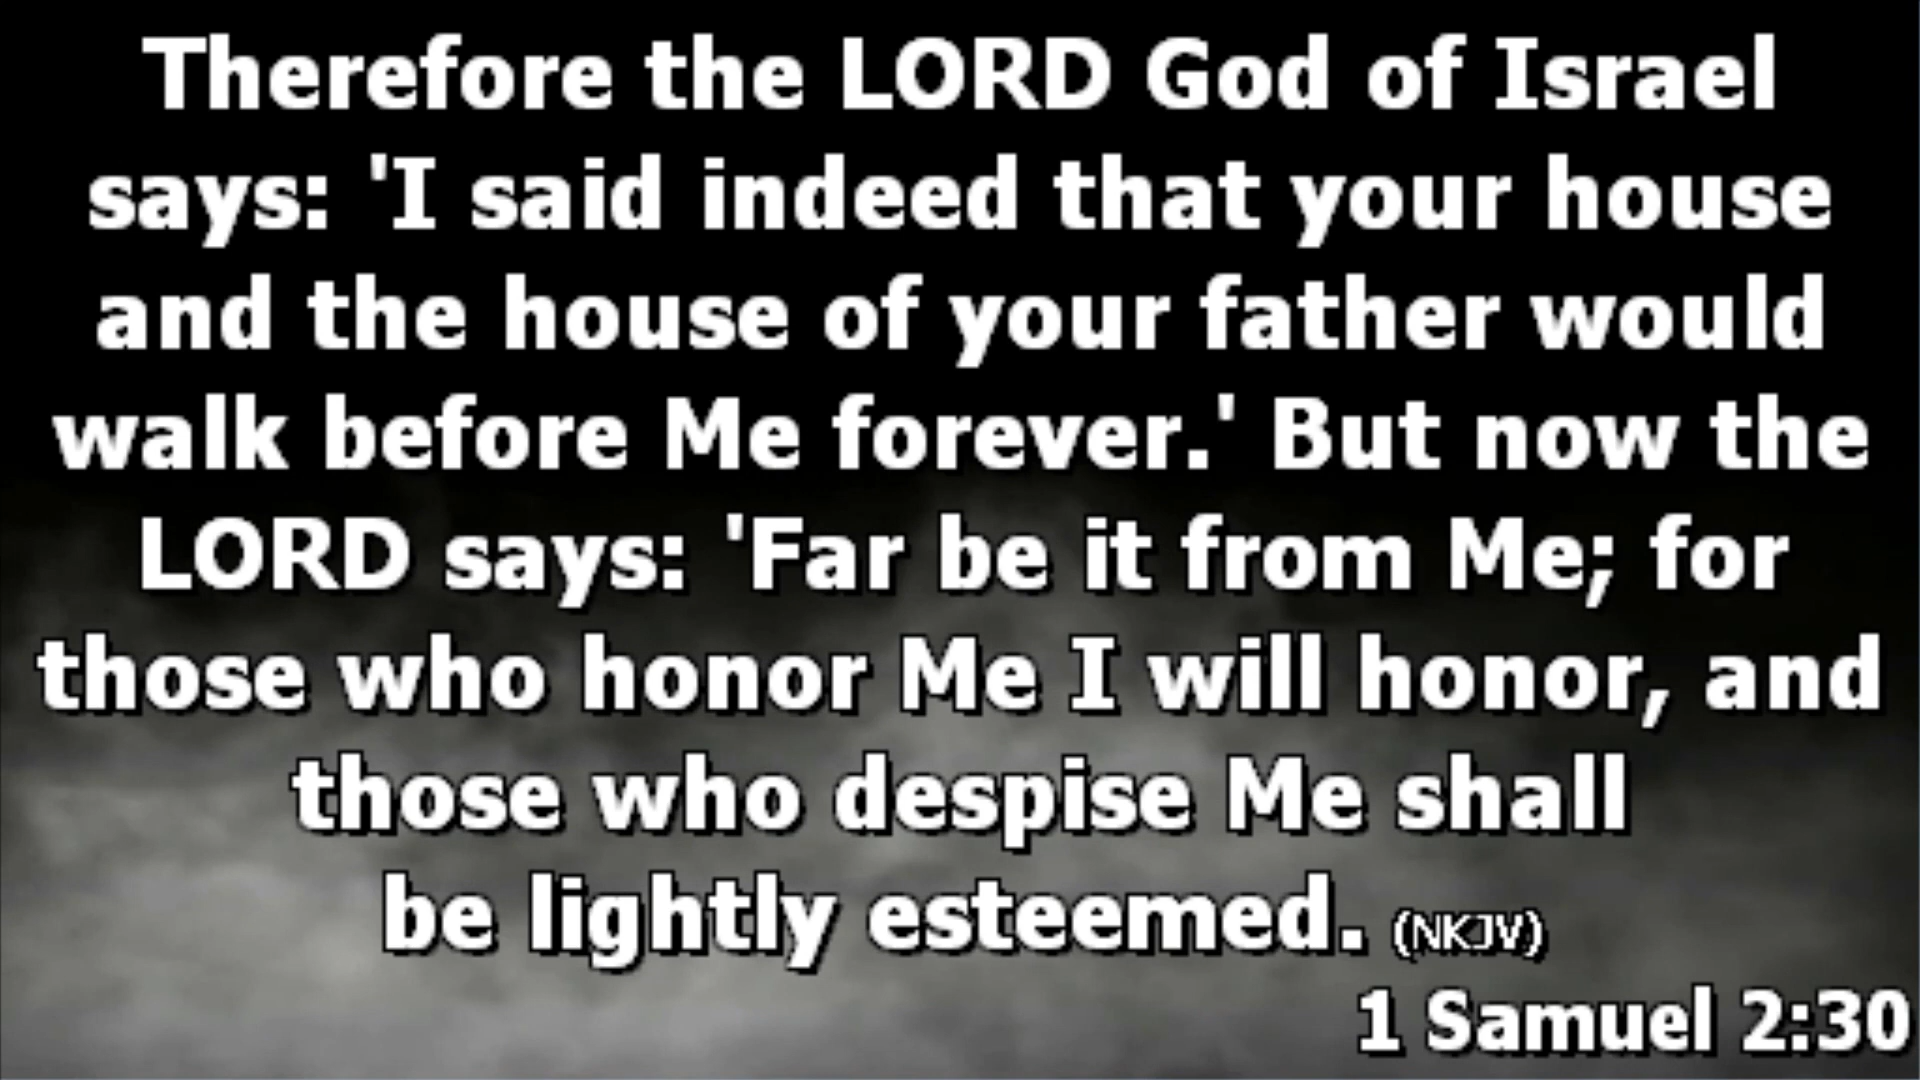 Therefore the LORD God of Israel
says: 'I said indeed that your house
and the house of your father would
walk before Me forever.' But now the
LORD says: 'Far be it from Me; for
those who honor Me I will honor, and
those who despise Me shall
be lightly esteemed. (NKJV)
1 Samuel 2:30